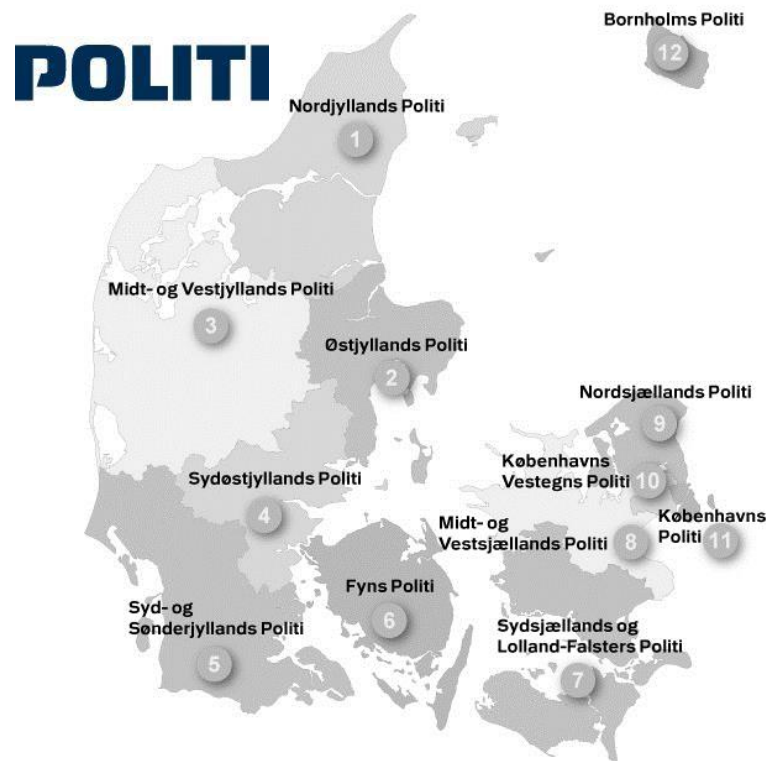 Bornholms Politi
12
POLITI
Nordjyllands Politi
1
Midt- og Vestjyllands Politi
3
Østjyllands Politi
2
Nordsjællands Politi
9
Københavns
Vestegns Politi
10
Sydøstjyllands Politi
4
Københavns
Politi
11
Midt- og
Vestsjællands Politi
8
Fyns Politi
6
Syd- og
Sønderjyllands Politi
5
Sydsjællands og
Lolland-Falsters Politi
7